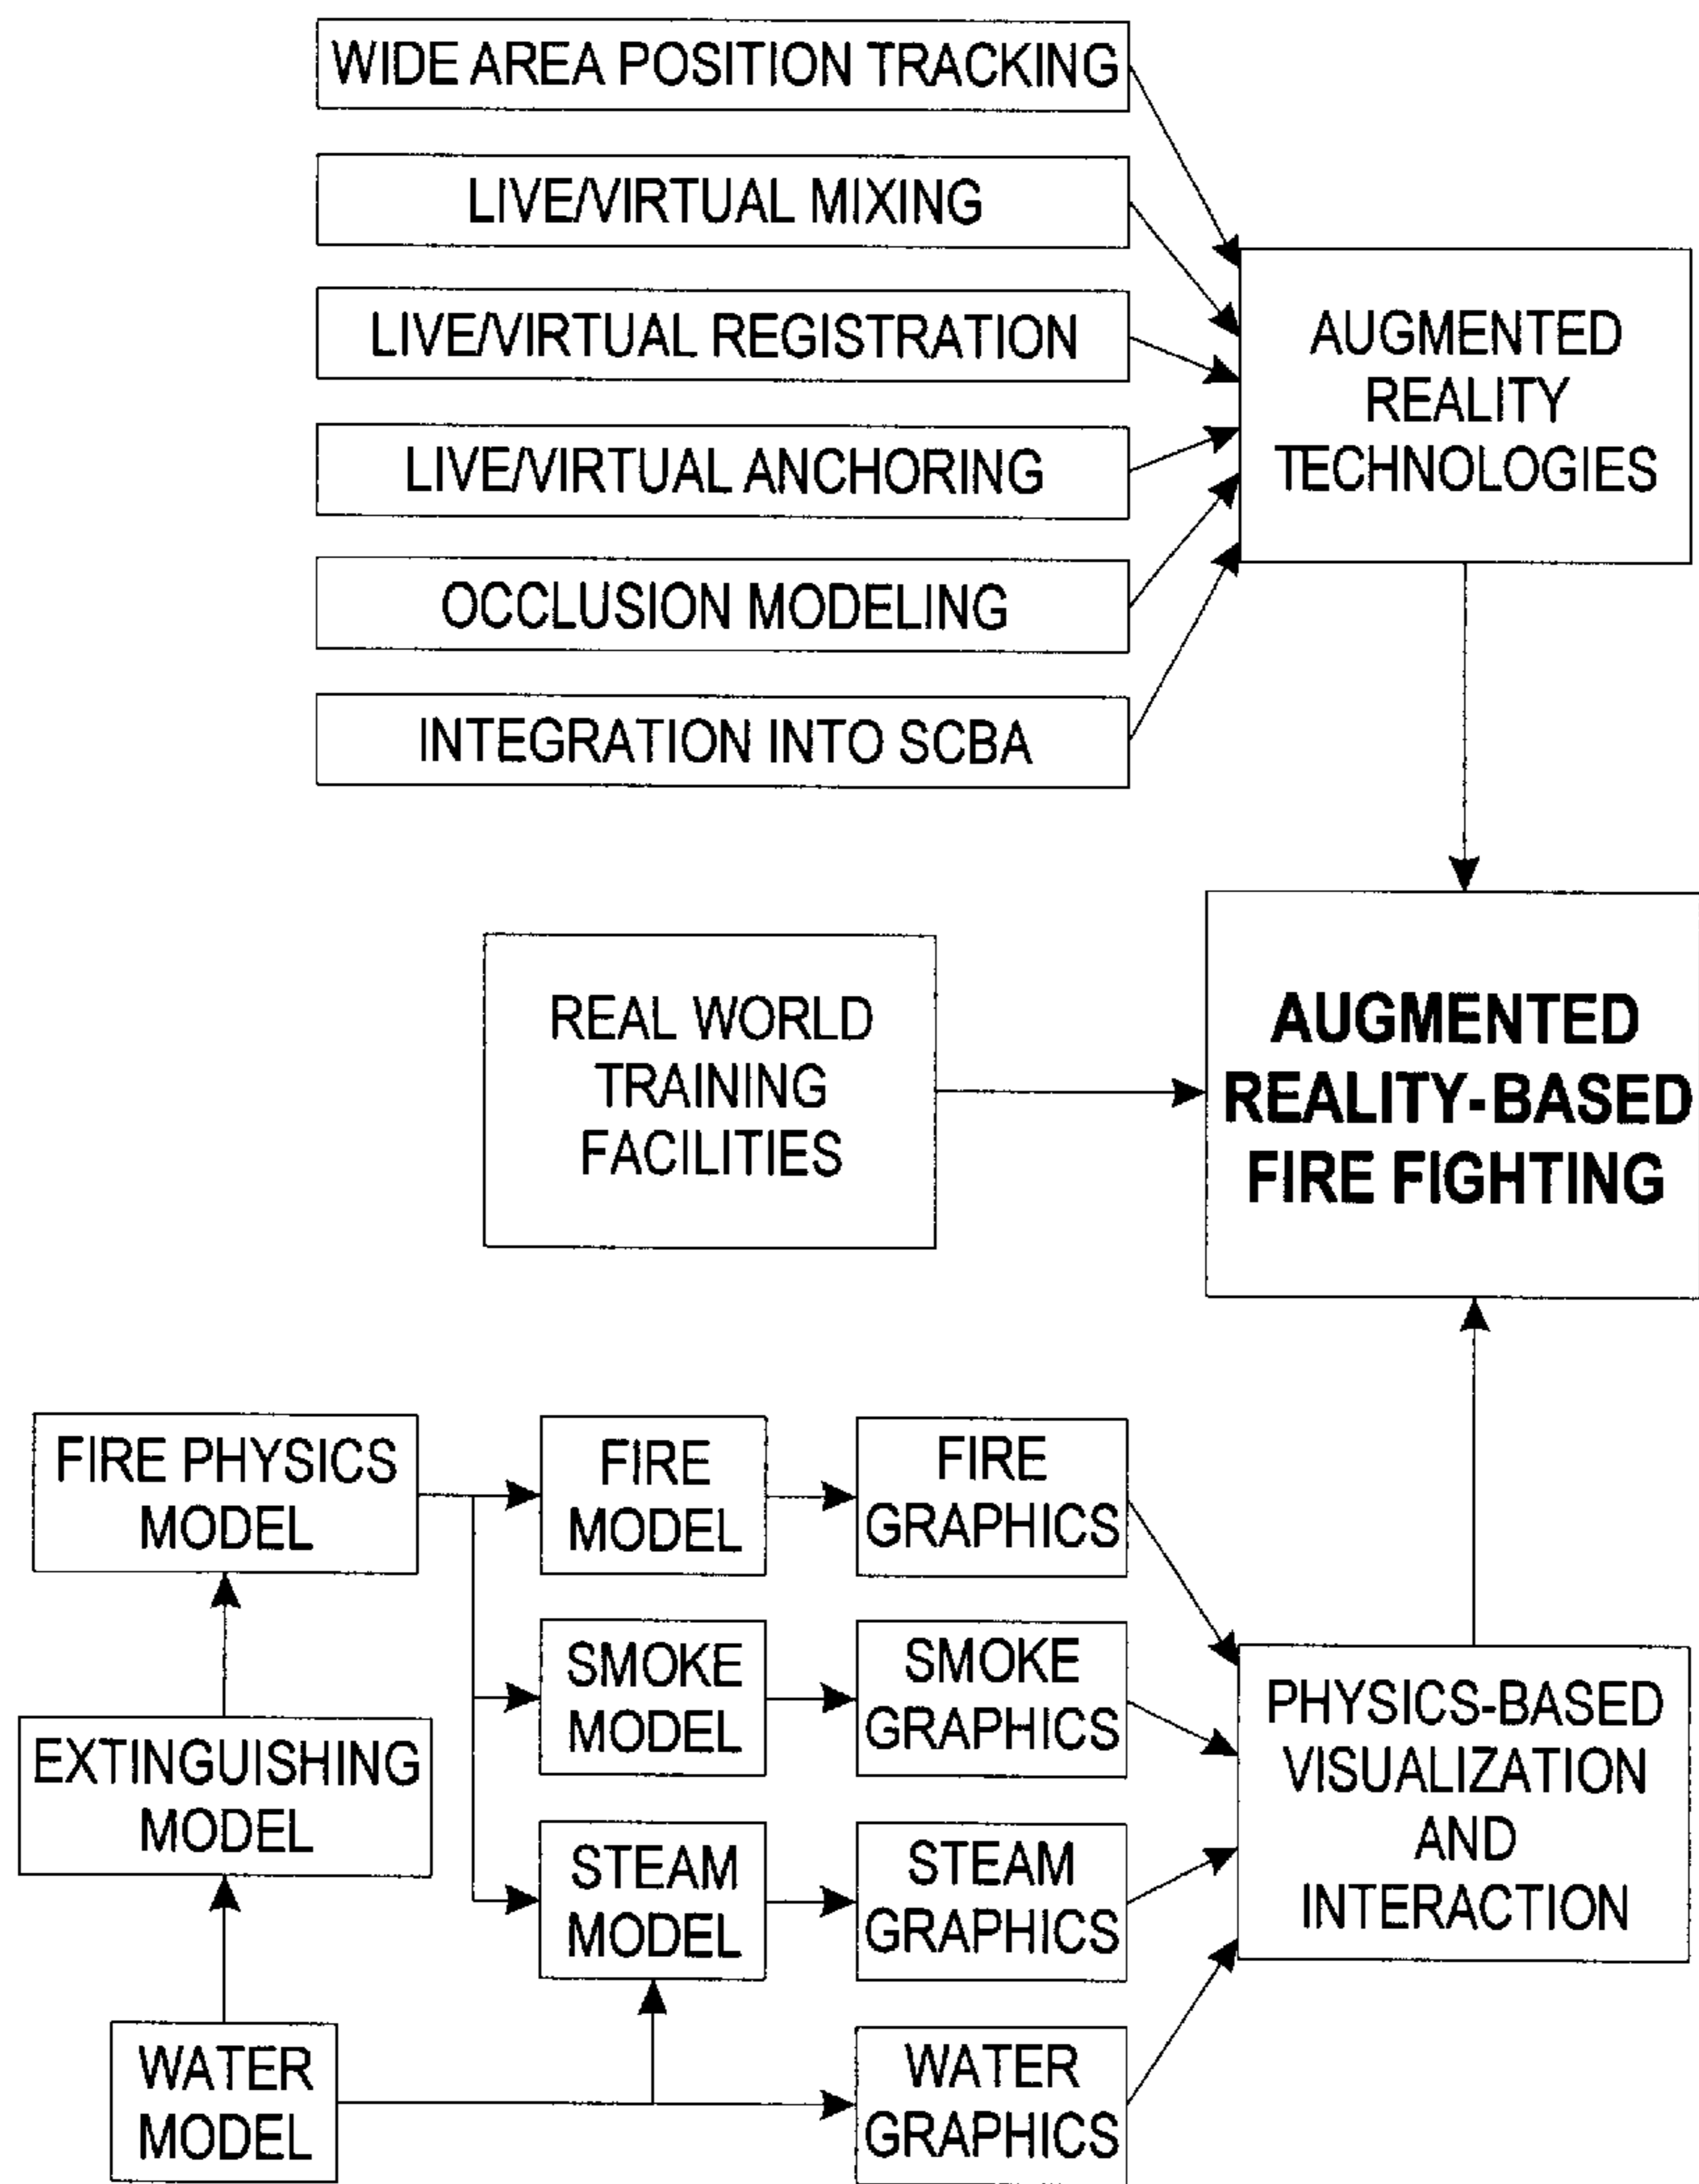 WIDE AREA POSITION TRACKING
LIVE/VIRTUAL MIXING
LIVE/VIRTUAL REGISTRATION
LIVE/VIRTUAL ANCHORING
OCCLUSION MODELING
INTEGRATION INTO SCBA
AUGMENTED
REALITY
TECHNOLOGIES
REAL WORLD
TRAINING
FACILITIES
AUGMENTED
REALITY-BASED
FIRE FIGHTING
FIRE PHYSICS
MODEL
FIRE
MODEL
FIRE
GRAPHICS
SMOKE
MODEL
SMOKE
GRAPHICS
EXTINGUISHING
MODEL
STEAM
MODEL
STEAM
GRAPHICS
PHYSICS-BASED
VISUALIZATION
AND
INTERACTION
WATER
MODEL
WATER
GRAPHICS